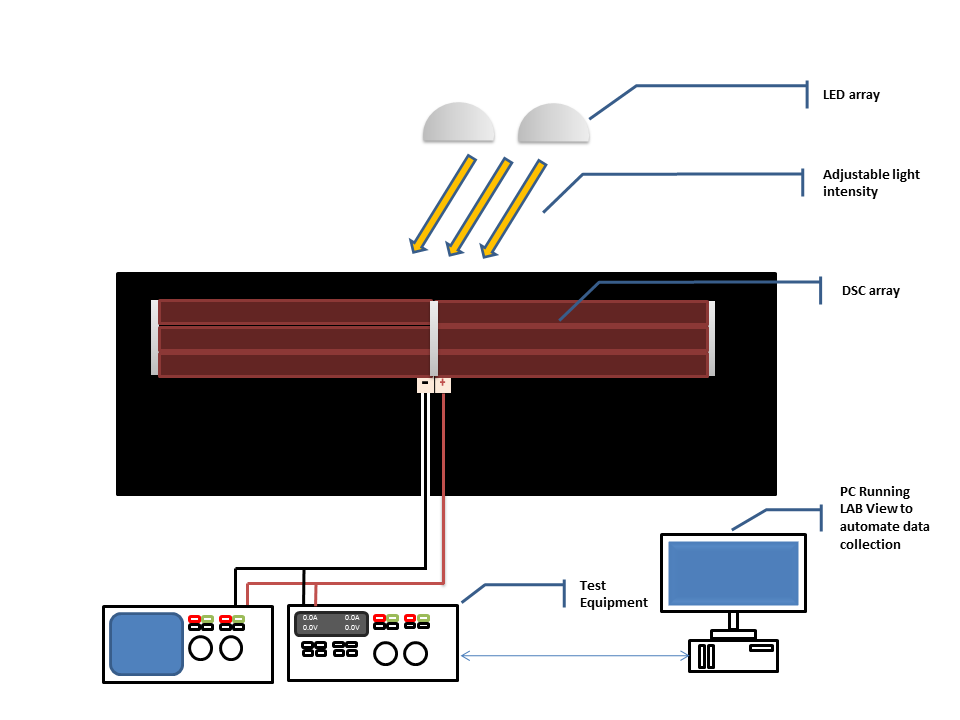 LED array
Adjustable light
intensity
DSC array
- +
PC Running
LAB View to
automate data
collection
Test
Equipment
0.0A 0.0A
0.0V 0.0V